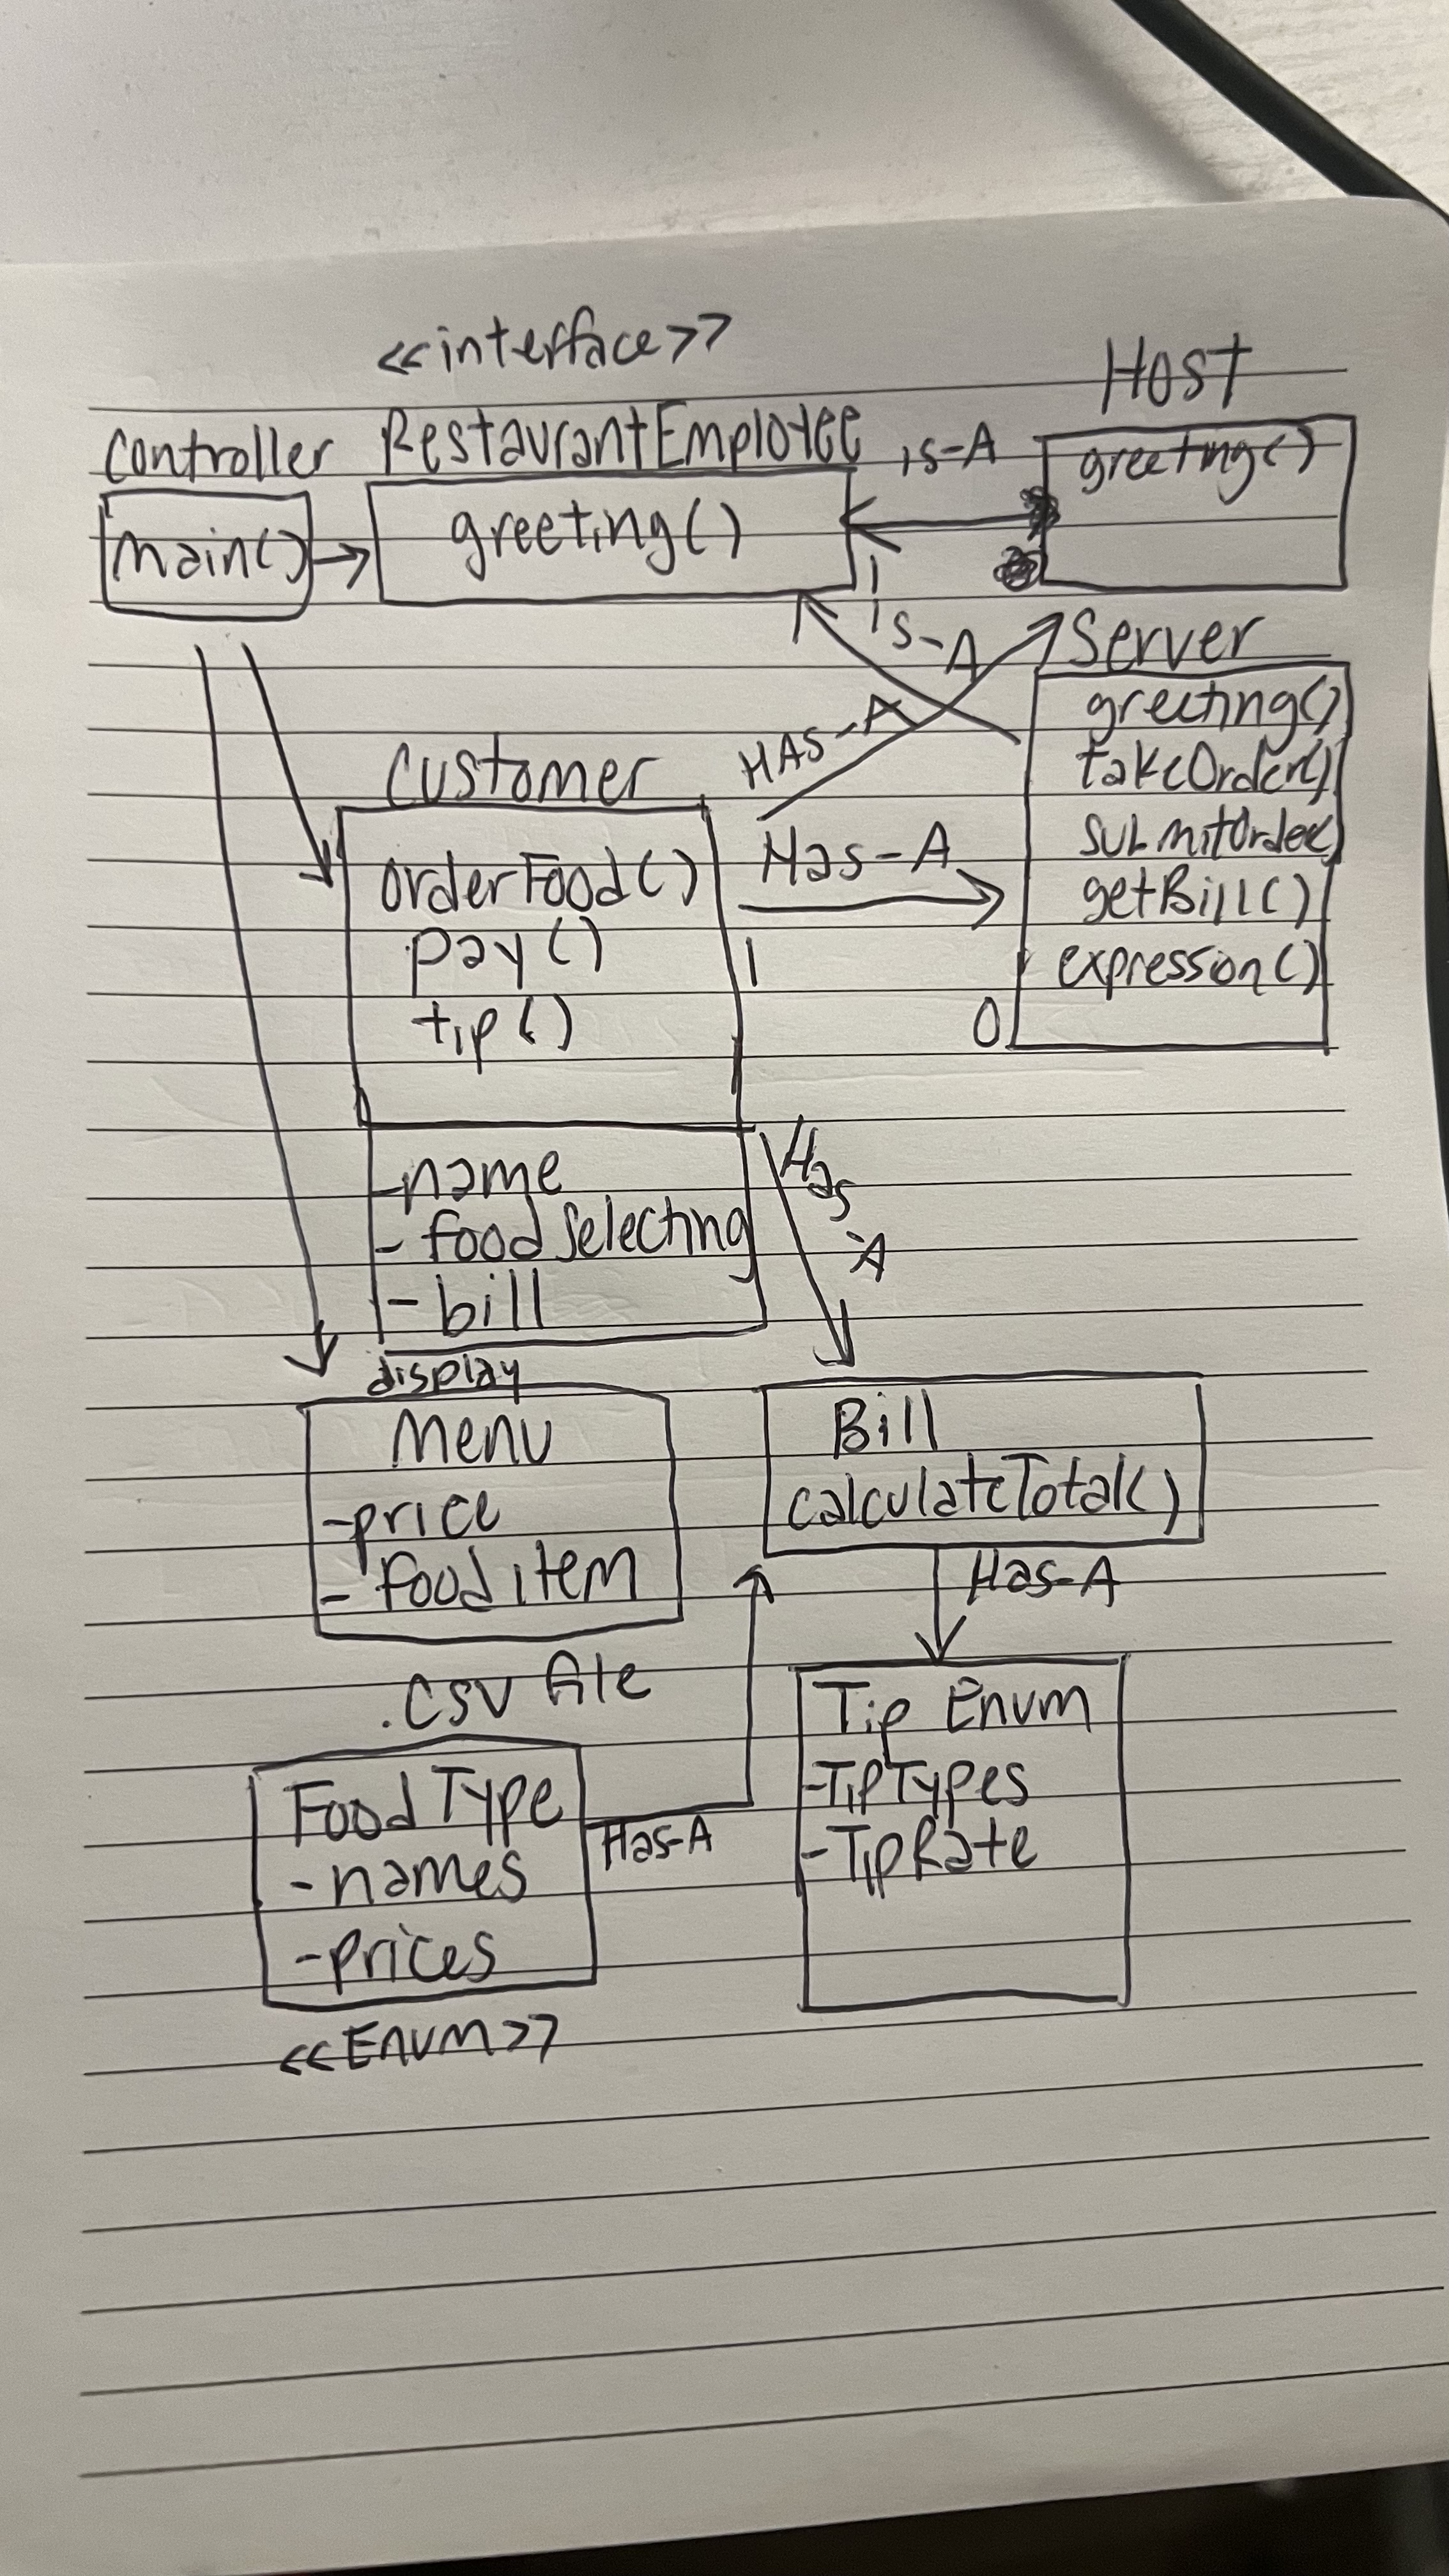 <<interface>>
Host
Controller
RestaurantEmployee
is-A
greeting()
main()
greeting()
1
is-A
Server
greeting()
takeOrder()
submitOrder()
getBill()
expression()
0
HAS-A
Customer
Has-A
orderFood()
pay()
tip()
1
-name
- food selecting
- bill
Has
-A
display
Menu
-price
- food item
Bill
calculateTotal()
Has-A
.csv file
Tip Enum
-TipTypes
-TipRate
Food Type
-names
-prices
Has-A
<<Enum>>